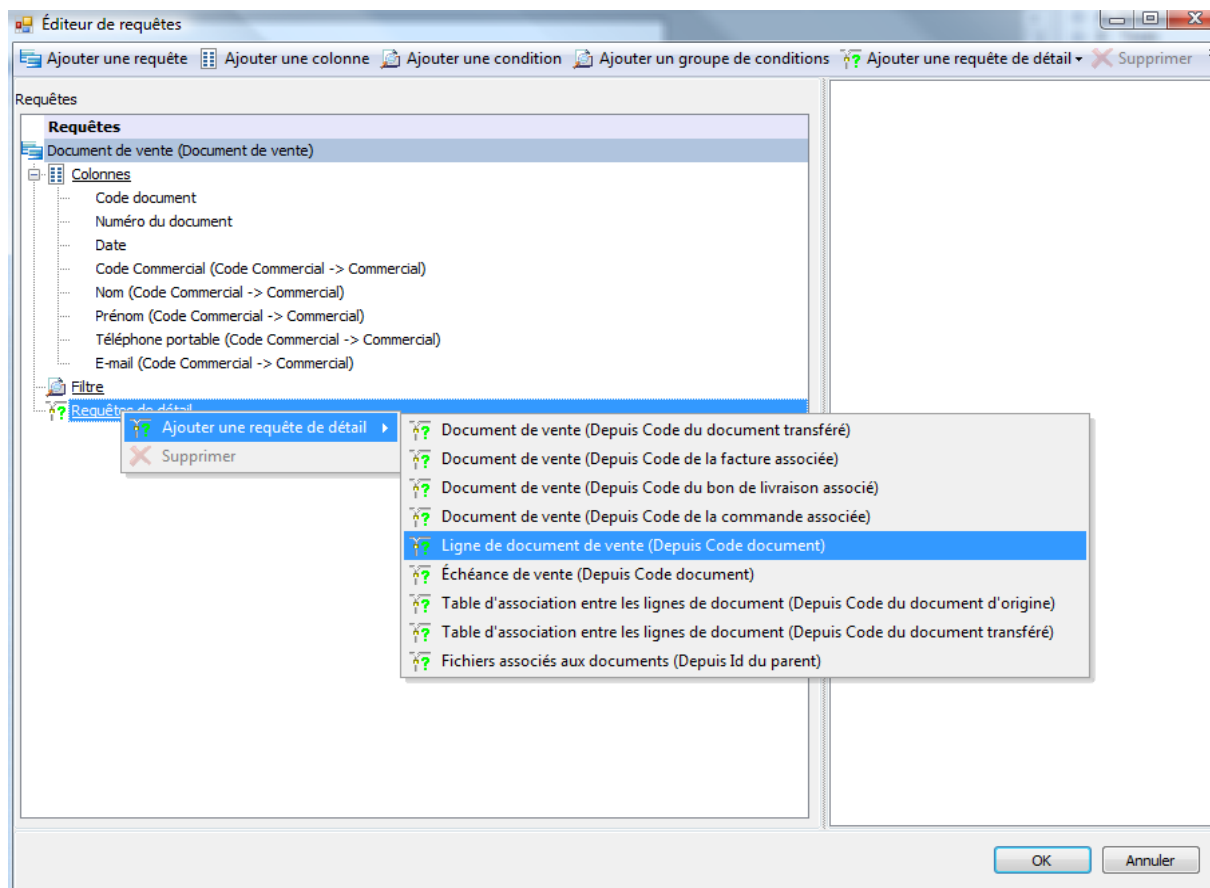 Éditeur de requêtes
Ajouter une requête Ajouter une colonne Ajouter une condition Ajouter un groupe de conditions Ajouter une requête de détail Supprimer
Requêtes
Requêtes
Document de vente (Document de vente)
Colonnes
Code document
Numéro du document
Date
Code Commercial (Code Commercial -> Commercial)
Nom (Code Commercial -> Commercial)
Prénom (Code Commercial -> Commercial)
Téléphone portable (Code Commercial -> Commercial)
E-mail (Code Commercial -> Commercial)
Filtre
Requêtes de détail
Ajouter une requête de détail
Supprimer
Document de vente (Depuis Code du document transféré)
Document de vente (Depuis Code de la facture associée)
Document de vente (Depuis Code du bon de livraison associé)
Document de vente (Depuis Code de la commande associée)
Ligne de document de vente (Depuis Code document)
Échéance de vente (Depuis Code document)
Table d'association entre les lignes de document (Depuis Code du document d'origine)
Table d'association entre les lignes de document (Depuis Code du document transféré)
Fichiers associés aux documents (Depuis Id du parent)
OK Annuler